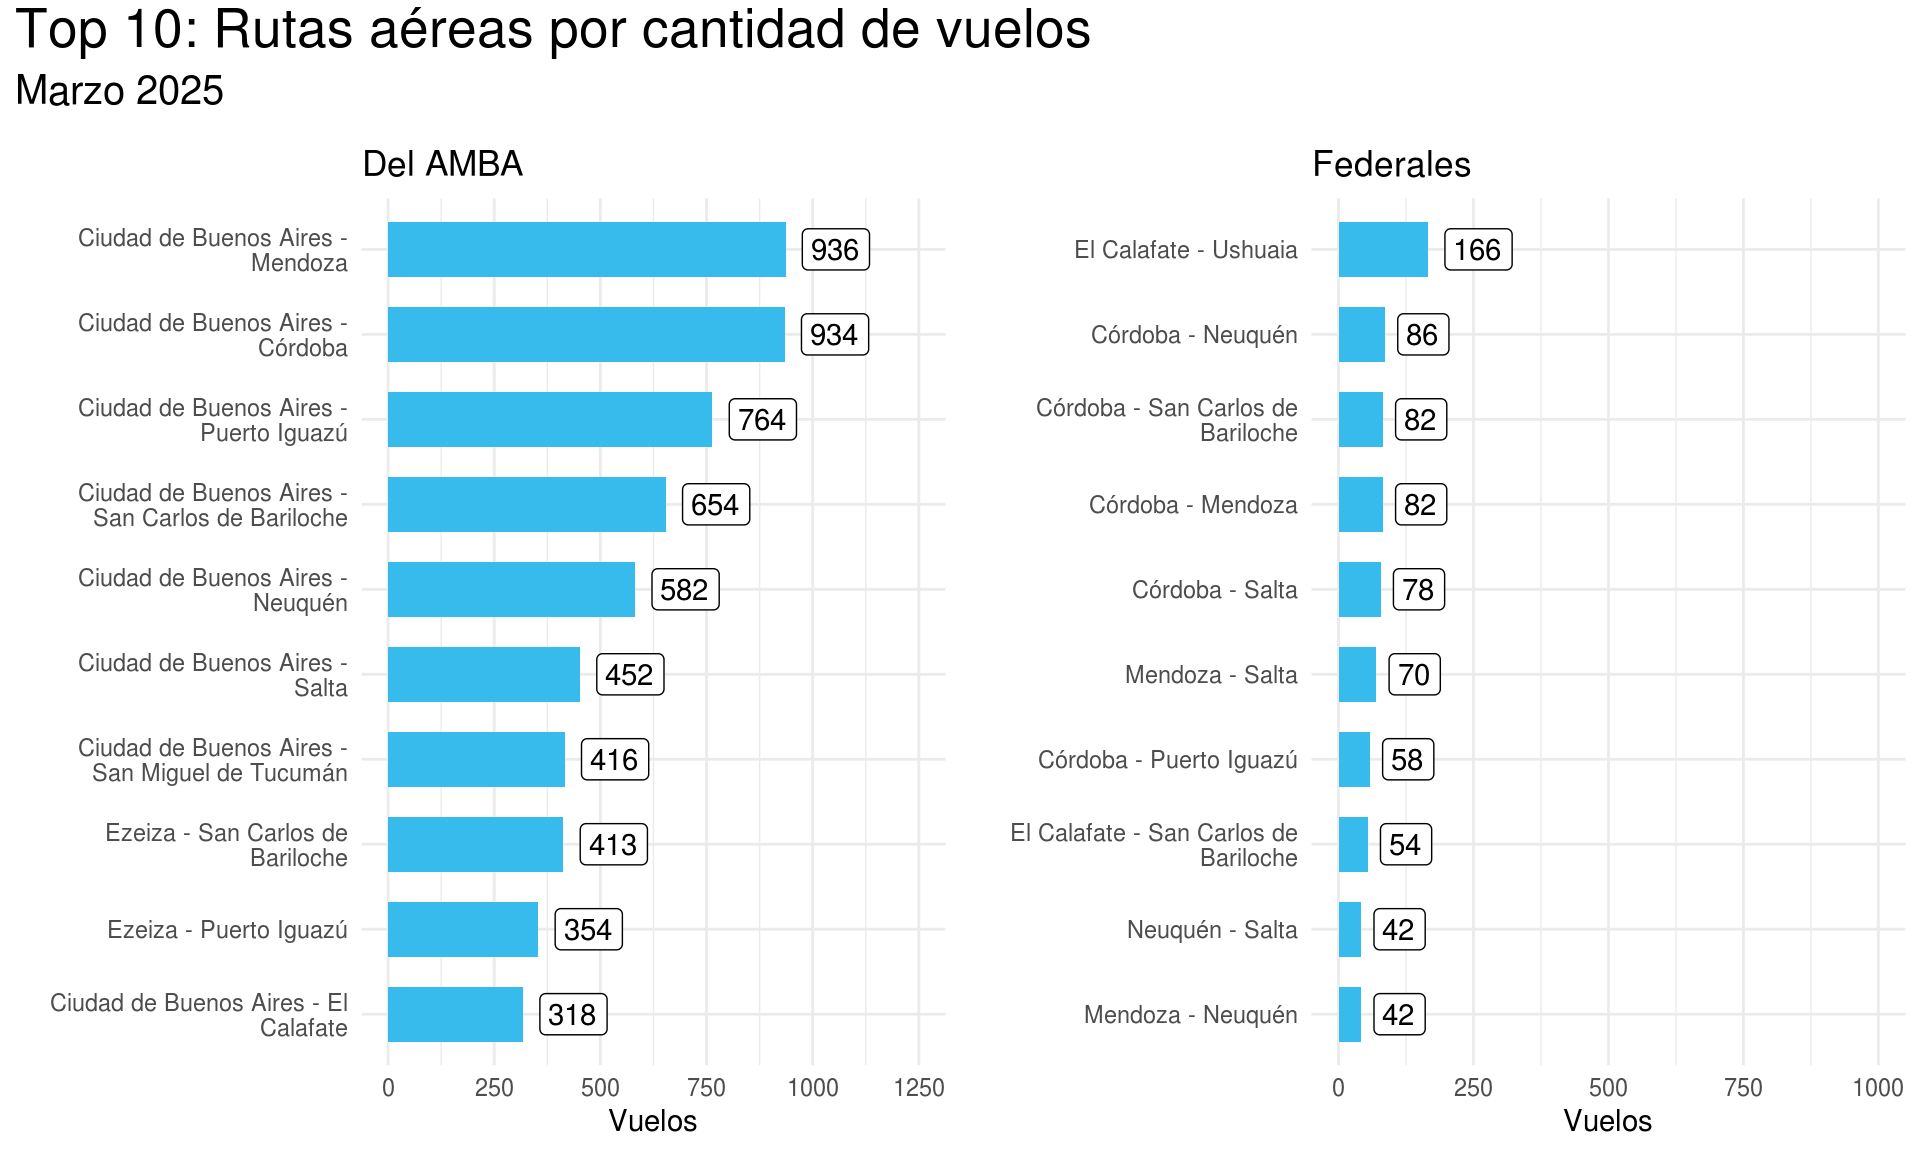 Top 10: Rutas aéreas por cantidad de vuelos
Marzo 2025
Del AMBA
Ciudad de Buenos Aires -
Mendoza
936
Ciudad de Buenos Aires -
Córdoba
934
Ciudad de Buenos Aires -
Puerto Iguazú
764
Ciudad de Buenos Aires -
San Carlos de Bariloche
654
Ciudad de Buenos Aires -
Neuquén
582
Ciudad de Buenos Aires -
Salta
452
Ciudad de Buenos Aires -
San Miguel de Tucumán
416
Ezeiza - San Carlos de
Bariloche
413
Ezeiza - Puerto Iguazú
354
Ciudad de Buenos Aires - El
Calafate
318
0 250 500 750 1000 1250
Vuelos
Federales
El Calafate - Ushuaia
166
Córdoba - Neuquén
86
Córdoba - San Carlos de
Bariloche
82
Córdoba - Mendoza
82
Córdoba - Salta
78
Mendoza - Salta
70
Córdoba - Puerto Iguazú
58
El Calafate - San Carlos de
Bariloche
54
Neuquén - Salta
42
Mendoza - Neuquén
42
0 250 500 750 1000
Vuelos